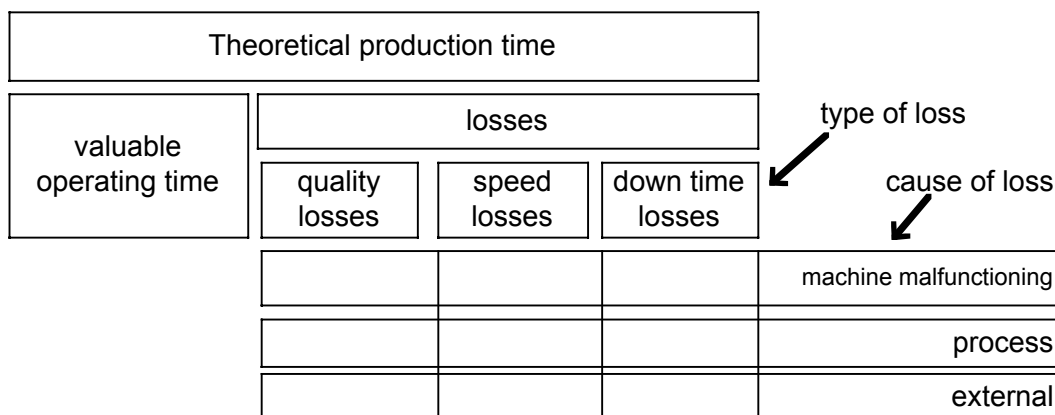 Theoretical production time
valuable
operating time
losses
type of loss
quality
losses
speed
losses
down time
losses
cause of loss
machine malfunctioning
process
external